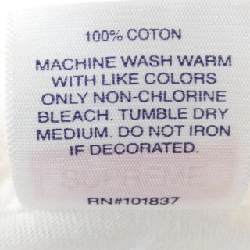 100% COTON
MACHINE WASH WARM
WITH LIKE COLORS
ONLY NON-CHLORINE
BLEACH. TUMBLE DRY
MEDIUM. DO NOT IRON
IF DECORATED.
RN#101837